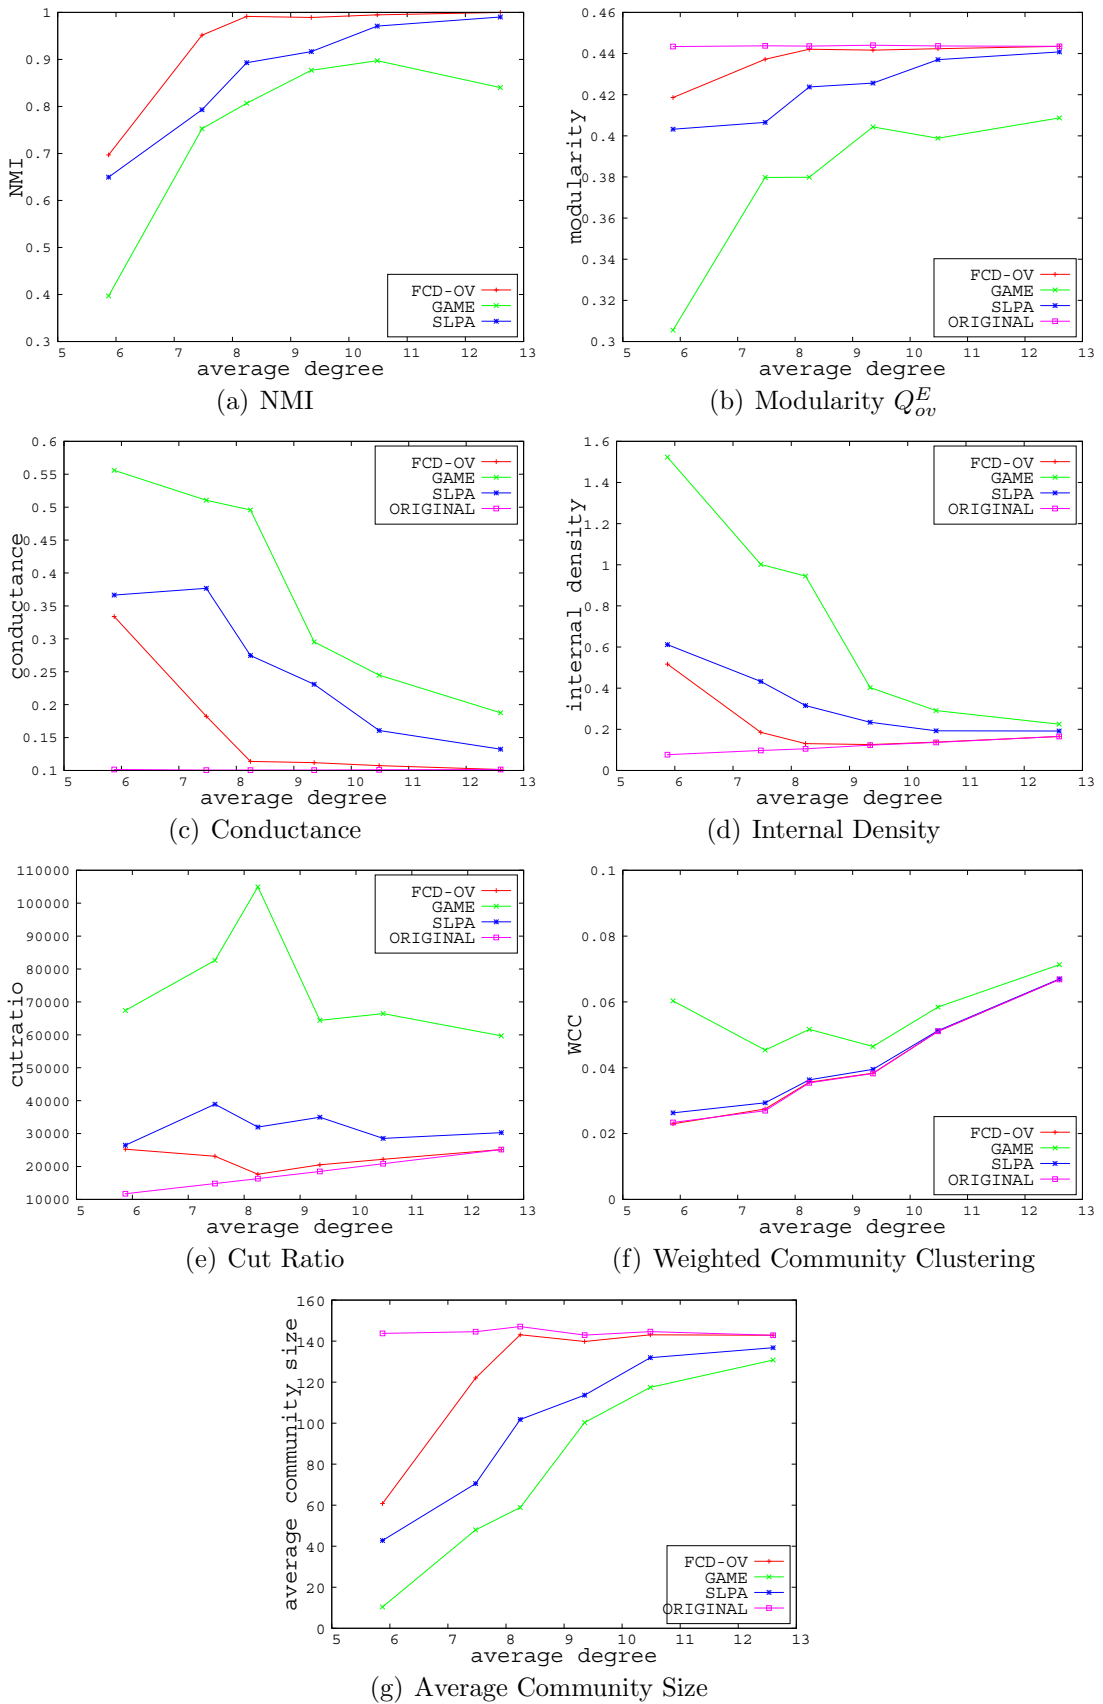 1
0.9
0.8
0.7
0.6
0.5
0.4
0.3
NMI
5 6 7 8 9 10 11 12 13
average degree
FCD-OV
GAME
SLPA
(a) NMI
0.46
0.44
0.42
0.4
0.38
0.36
0.34
0.32
0.3
modularity
5 6 7 8 9 10 11 12 13
average degree
FCD-OV
GAME
SLPA
ORIGINAL
(b) Modularity Q_{ov}^{E}
0.6
0.55
0.5
0.45
0.4
0.35
0.3
0.25
0.2
0.15
0.1
conductance
5 6 7 8 9 10 11 12 13
average degree
FCD-OV
GAME
SLPA
ORIGINAL
(c) Conductance
1.6
1.4
1.2
1
0.8
0.6
0.4
0.2
0
internal density
5 6 7 8 9 10 11 12 13
average degree
FCD-OV
GAME
SLPA
ORIGINAL
(d) Internal Density
110000
100000
90000
80000
70000
60000
50000
40000
30000
20000
10000
cutratio
5 6 7 8 9 10 11 12 13
average degree
FCD-OV
GAME
SLPA
ORIGINAL
(e) Cut Ratio
0.1
0.08
0.06
0.04
0.02
0
WCC
5 6 7 8 9 10 11 12 13
average degree
FCD-OV
GAME
SLPA
ORIGINAL
(f) Weighted Community Clustering
160
140
120
100
80
60
40
20
0
average community size
5 6 7 8 9 10 11 12 13
average degree
FCD-OV
GAME
SLPA
ORIGINAL
(g) Average Community Size